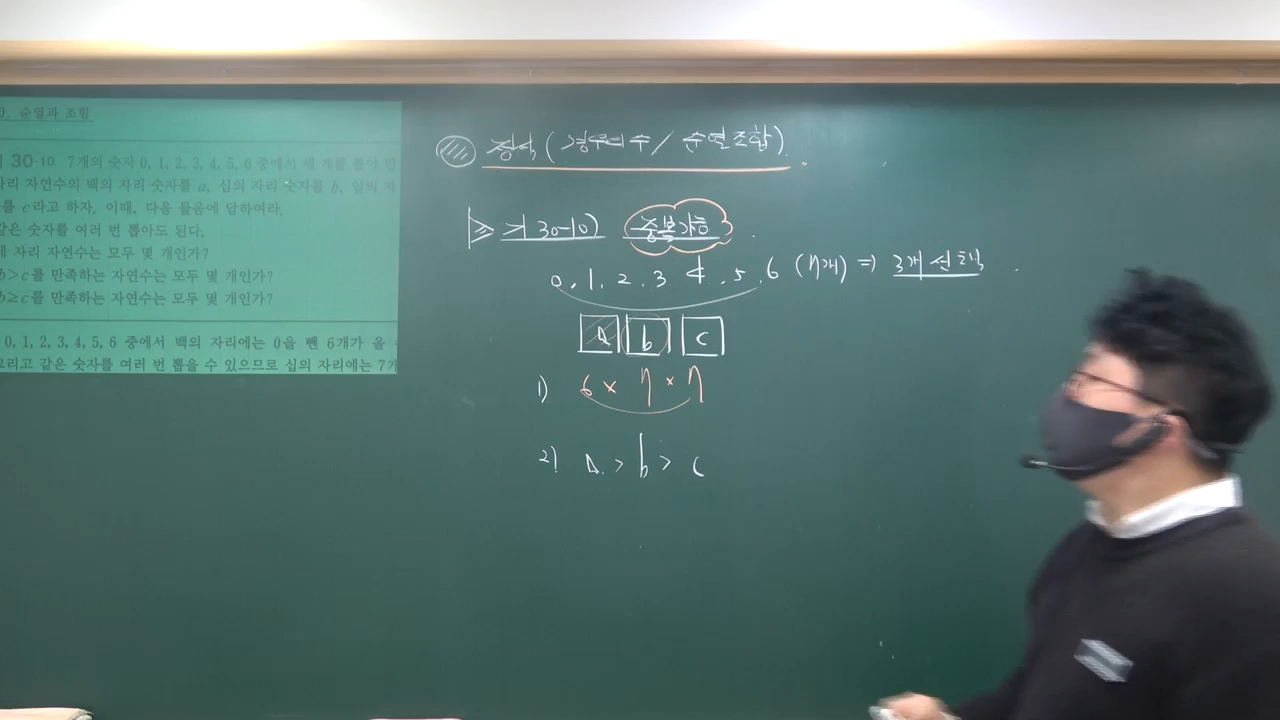 0. 순열과 조합
30-10 7개의 숫자 0, 1, 2, 3, 4, 5, 6 중에서 세 개를 뽑아 만
자리 자연수의 백의 자리 숫자를 a, 십의 자리 숫자를 b, 일의 자
를 c라고 하자. 이때, 다음 물음에 답하여라.
같은 숫자를 여러 번 뽑아도 된다.
세 자리 자연수는 모두 몇 개인가?
b>c를 만족하는 자연수는 모두 몇 개인가?
b≥c를 만족하는 자연수는 모두 몇 개인가?
0, 1, 2, 3, 4, 5, 6 중에서 백의 자리에는 0을 뺀 6개가 올
그리고 같은 숫자를 여러 번 뽑을 수 있으므로 십의 자리에는 7개
정석 (경우의 수 / 순열조합)
기 30-10) 중복가능
0, 1, 2, 3 4, 5, 6 (7개) ⇒ 3개 선택
a b c
1) 6 × 7 × 7
2) a > b > c